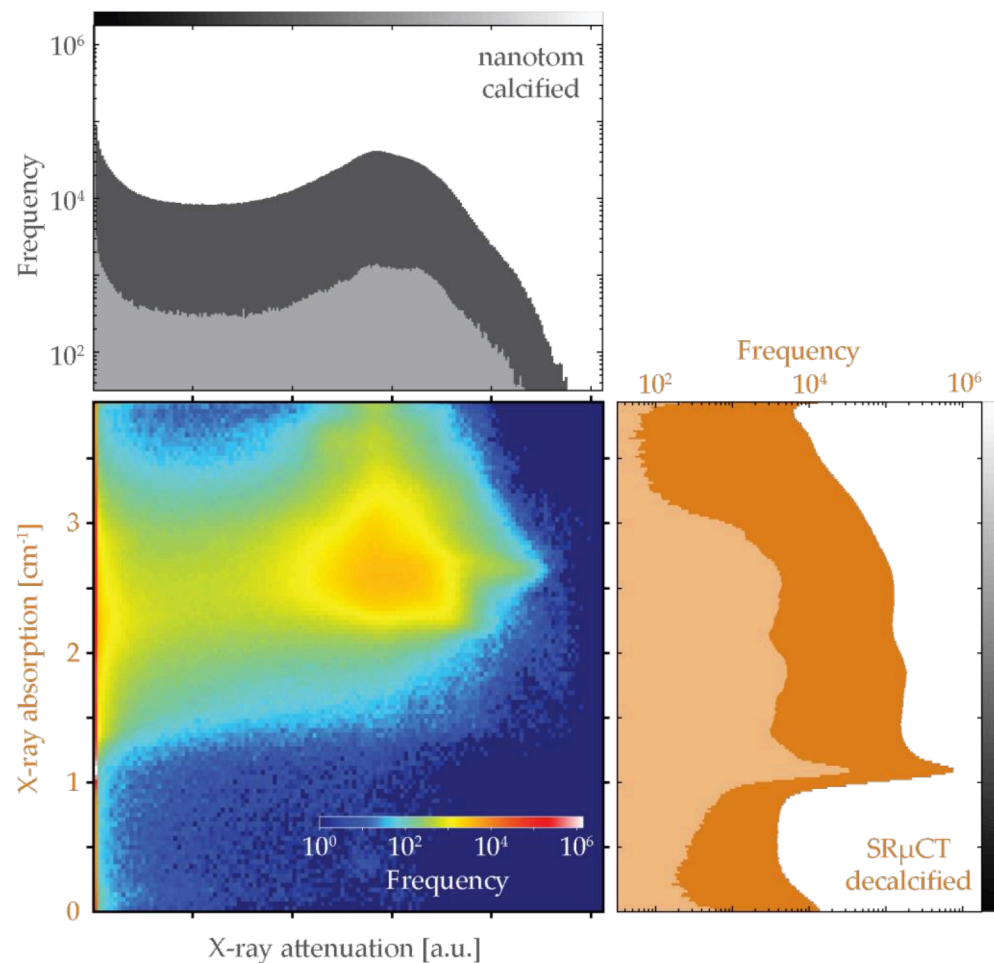 10⁶
nanotom
calcified
Frequency
10⁴
10²
Frequency
10² 10⁴ 10⁶
X-ray absorption [cm⁻¹]
3
2
1
0
10⁰ 10² 10⁴ 10⁶
Frequency
SRµCT
decalcified
X-ray attenuation [a.u.]